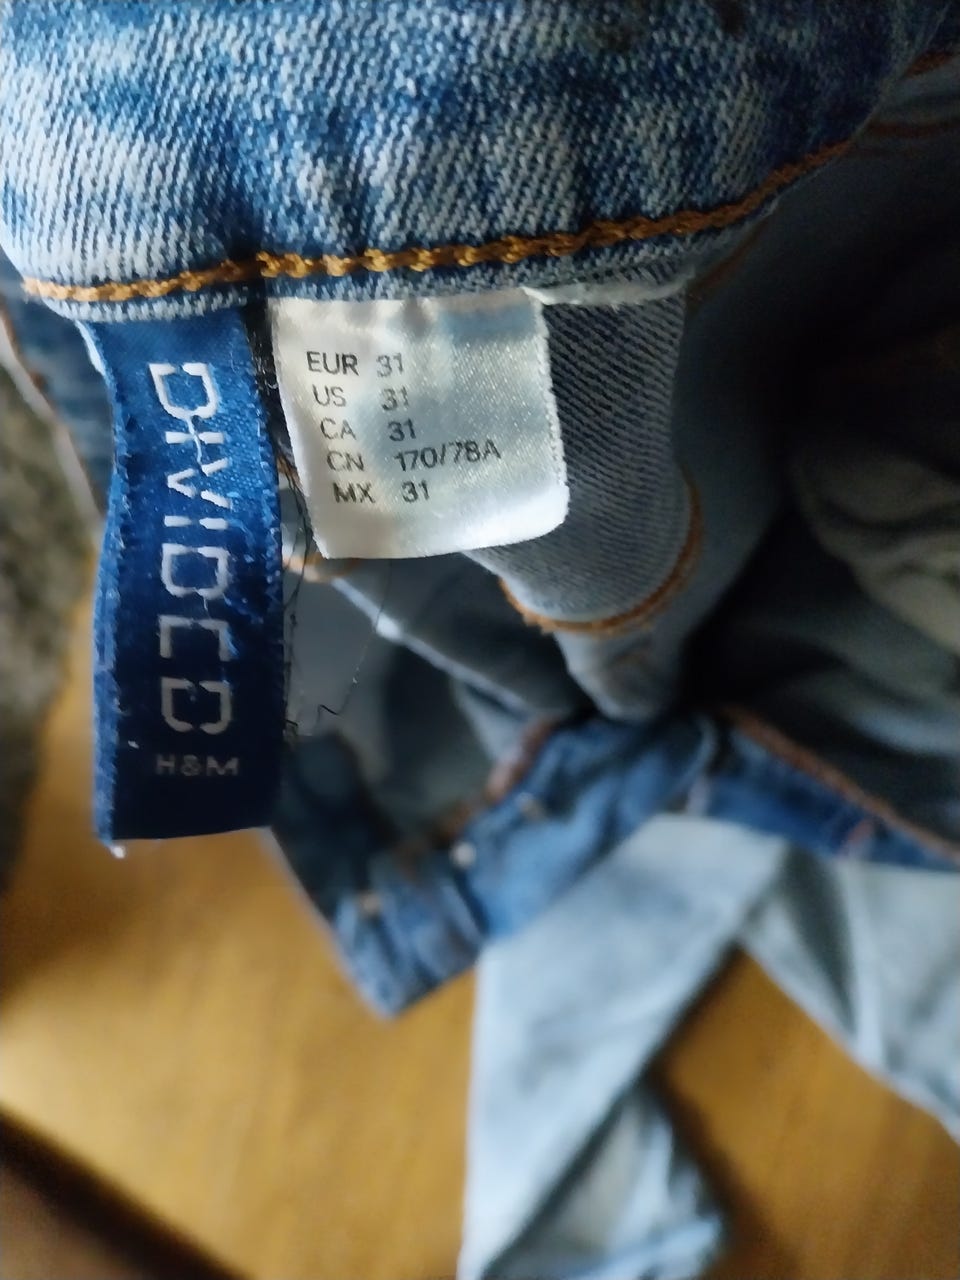 DIVIDED
H&M
EUR 31
US 31
CA 31
CN 170/78A
MX 31